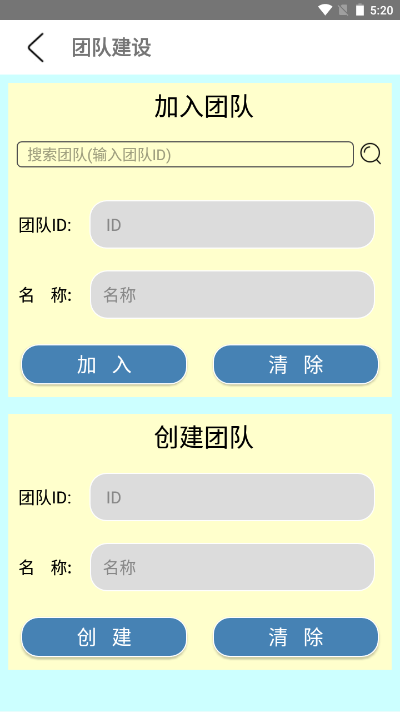 5:20
团队建设
加入团队
搜索团队(输入团队ID)
团队ID: ID
名 称: 名称
加 入 清 除
创建团队
团队ID: ID
名 称: 名称
创 建 清 除